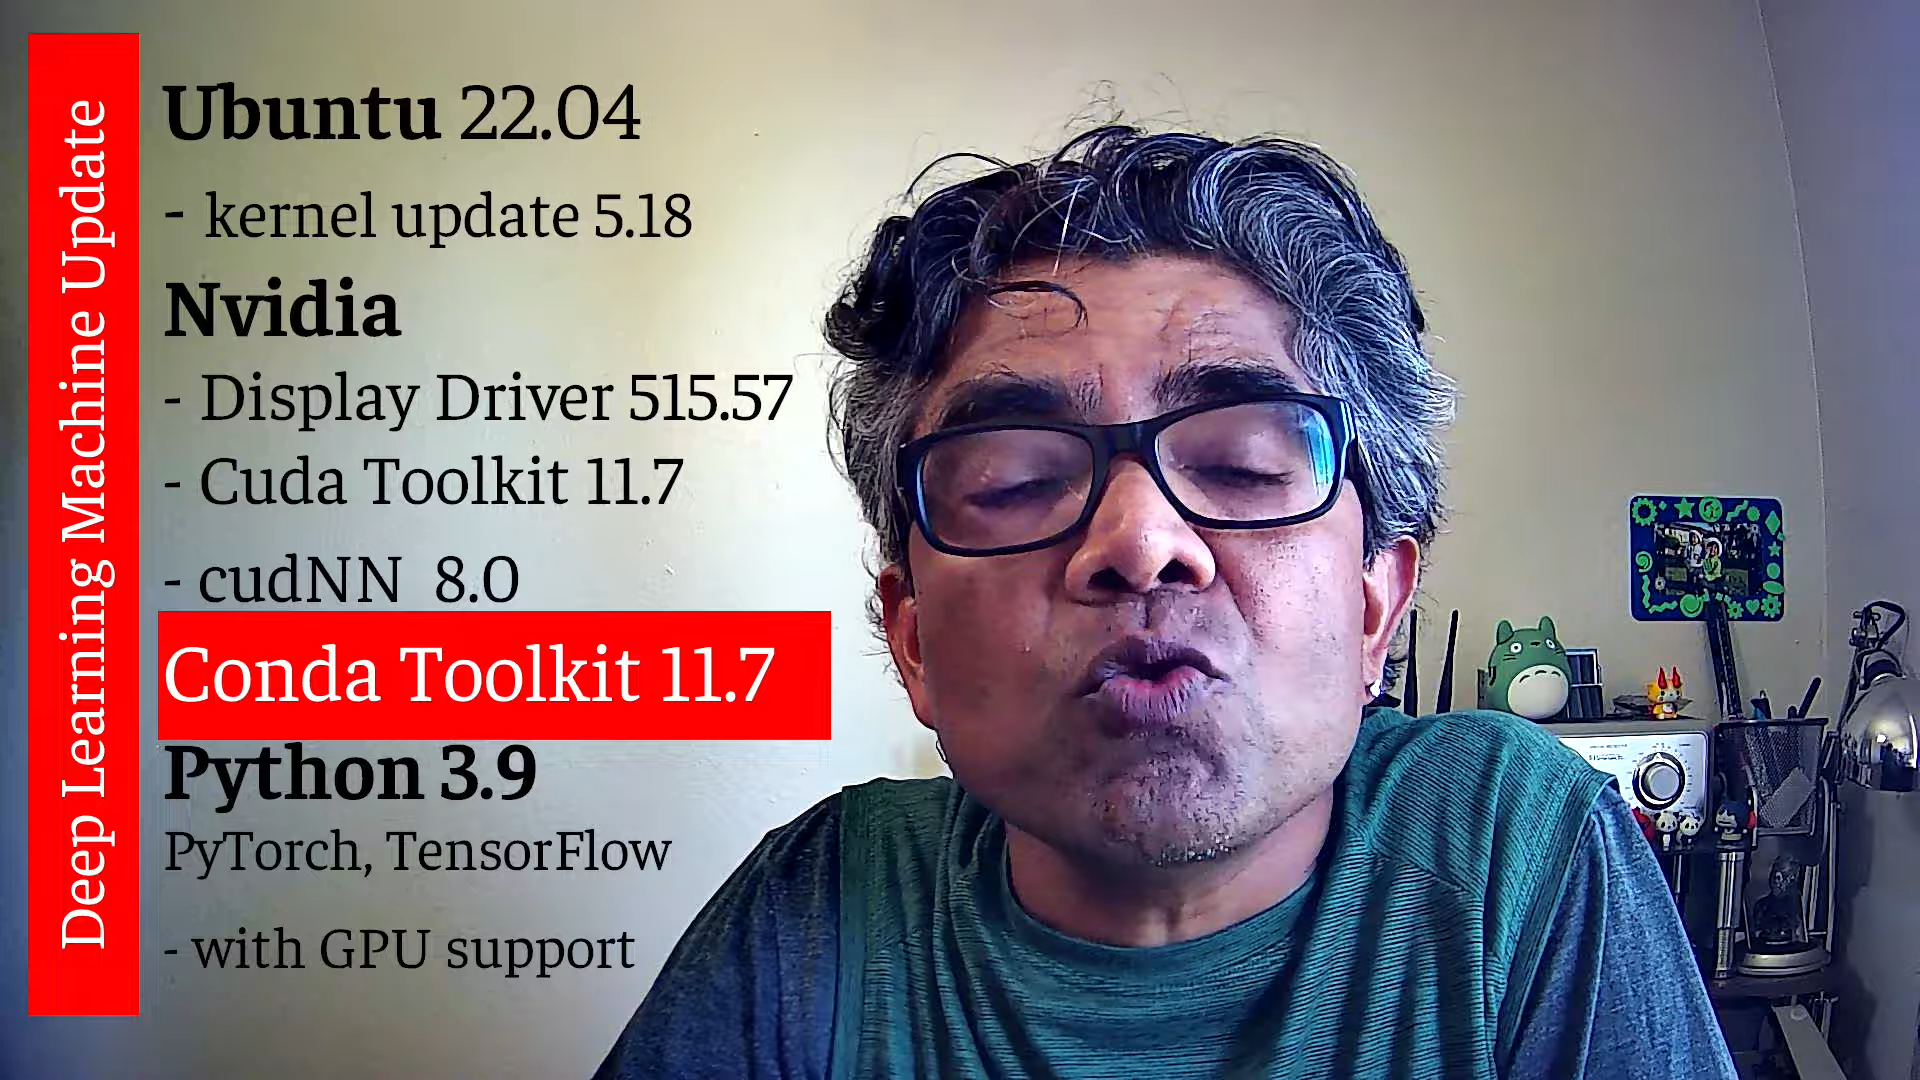 Deep Learning Machine Update
Ubuntu 22.04
- kernel update 5.18
Nvidia
- Display Driver 515.57
- Cuda Toolkit 11.7
- cudNN 8.0
Conda Toolkit 11.7
Python 3.9
PyTorch, TensorFlow
- with GPU support